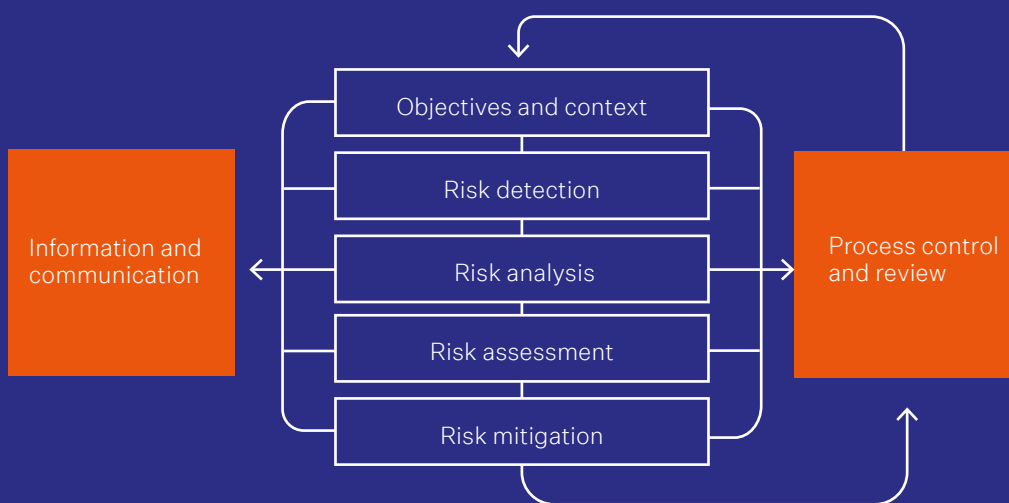 Objectives and context
Risk detection
Information and
communication
Risk analysis
Process control
and review
Risk assessment
Risk mitigation